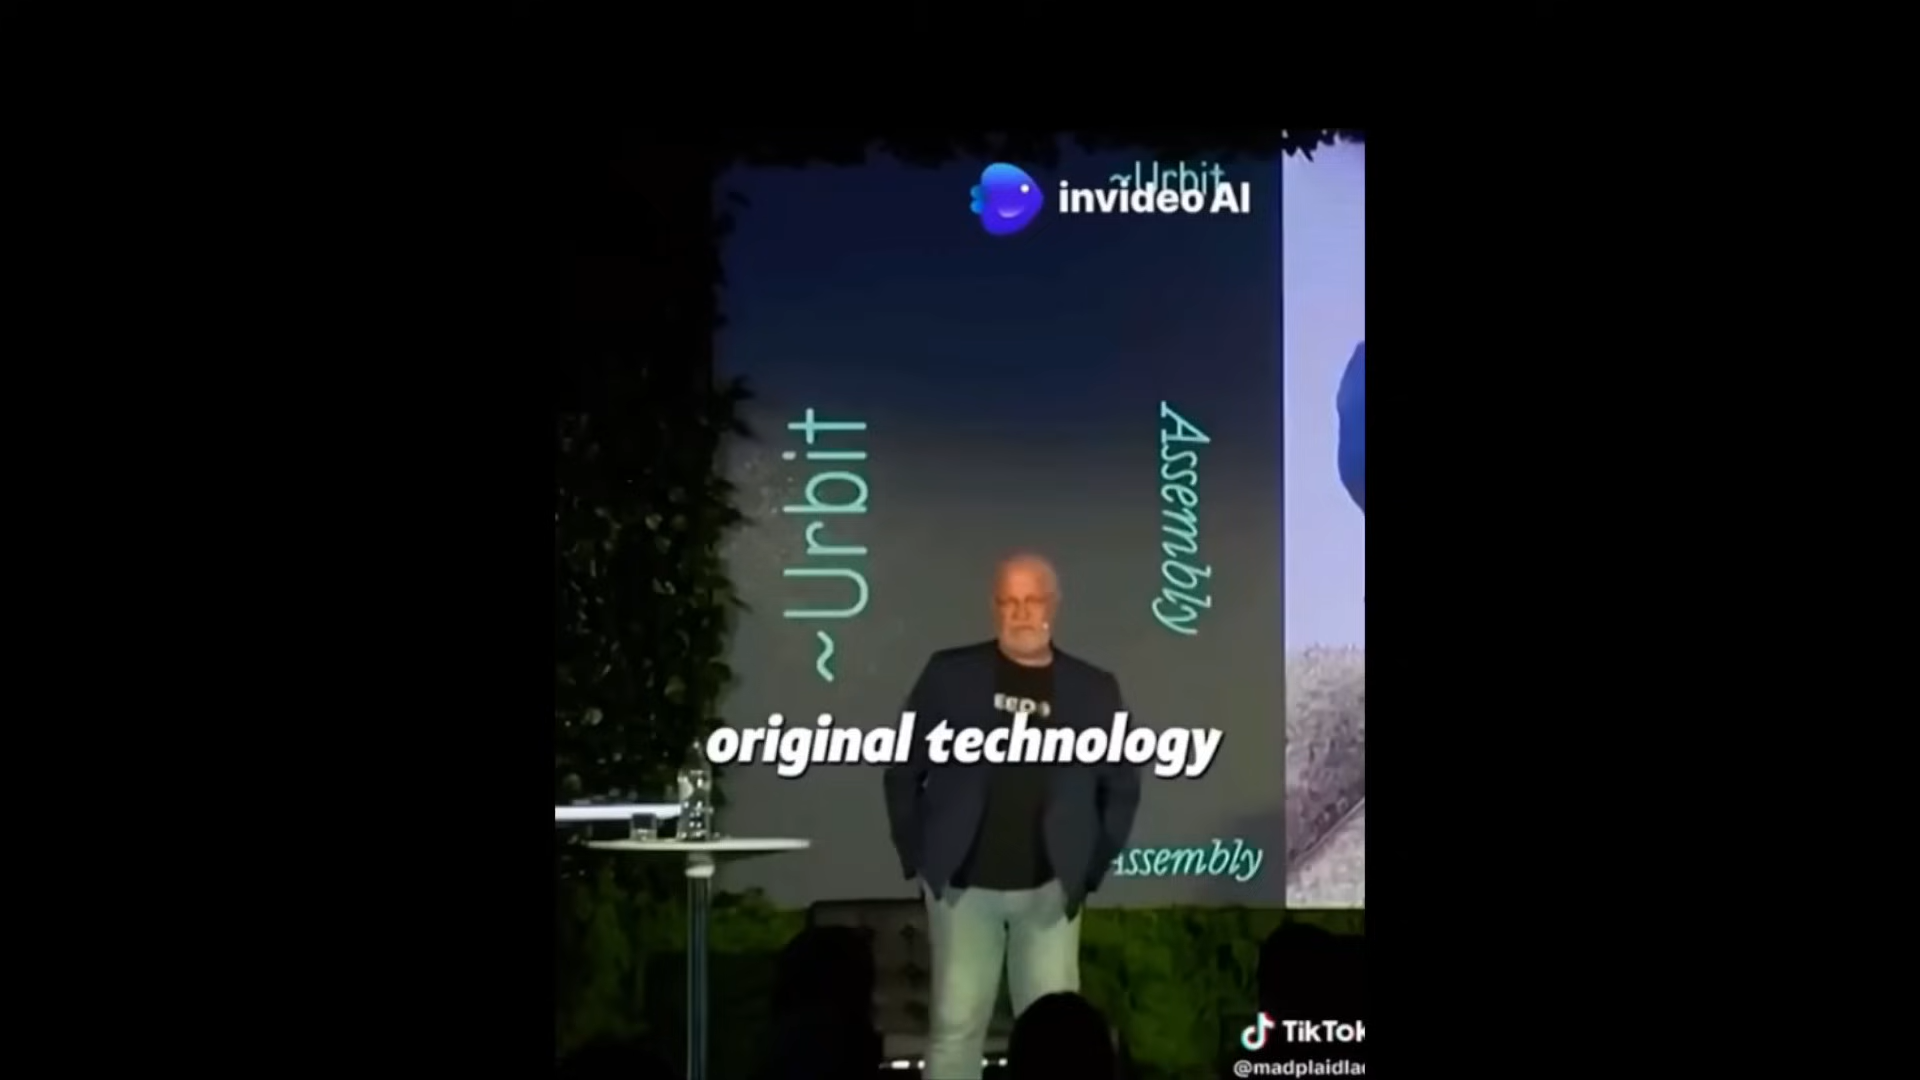 ~Urbit
invideo AI
~Urbit
Assembly
original technology
Assembly
TikTok